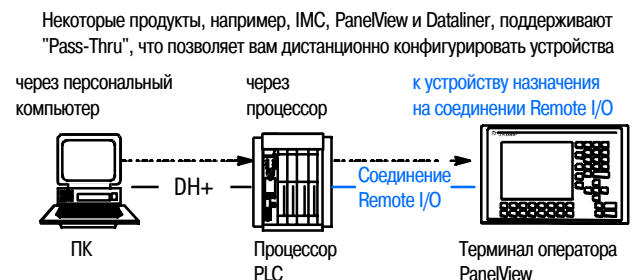 Некоторые продукты, например, IMC, PanelView и Dataliner, поддерживают
"Pass-Thru", что позволяет вам дистанционно конфигурировать устройства
через персональный
компьютер
через
процессор
к устройству назначения
на соединении Remote I/O
DH+
Соединение
Remote I/O
ПК
Процессор
PLC
Терминал оператора
PanelView